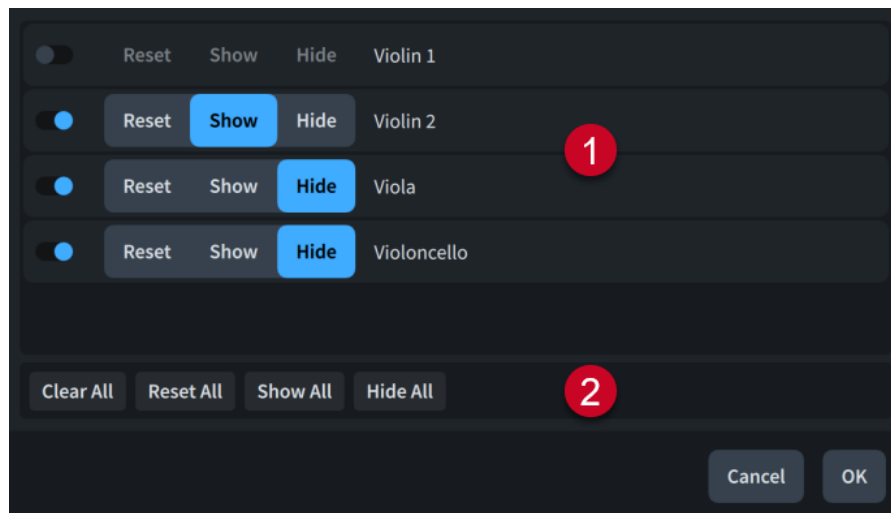 Reset Show Hide Violin 1
Reset Show Hide Violin 2
1
Reset Show Hide Viola
Reset Show Hide Violoncello
Clear All Reset All Show All Hide All 2
Cancel OK